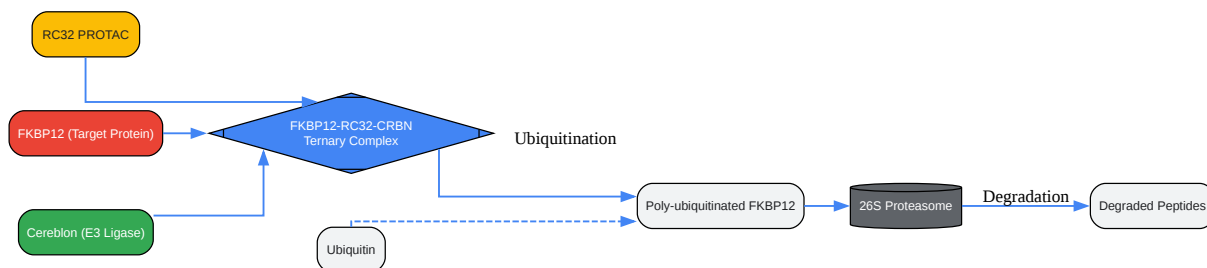 RC32 PROTAC
FKBP12 (Target Protein)
FKBP12-RC32-CRBN
Ternary Complex
Ubiquitination
Cereblon (E3 Ligase)
Ubiquitin
Poly-ubiquitinated FKBP12
26S Proteasome
Degradation
Degraded Peptides